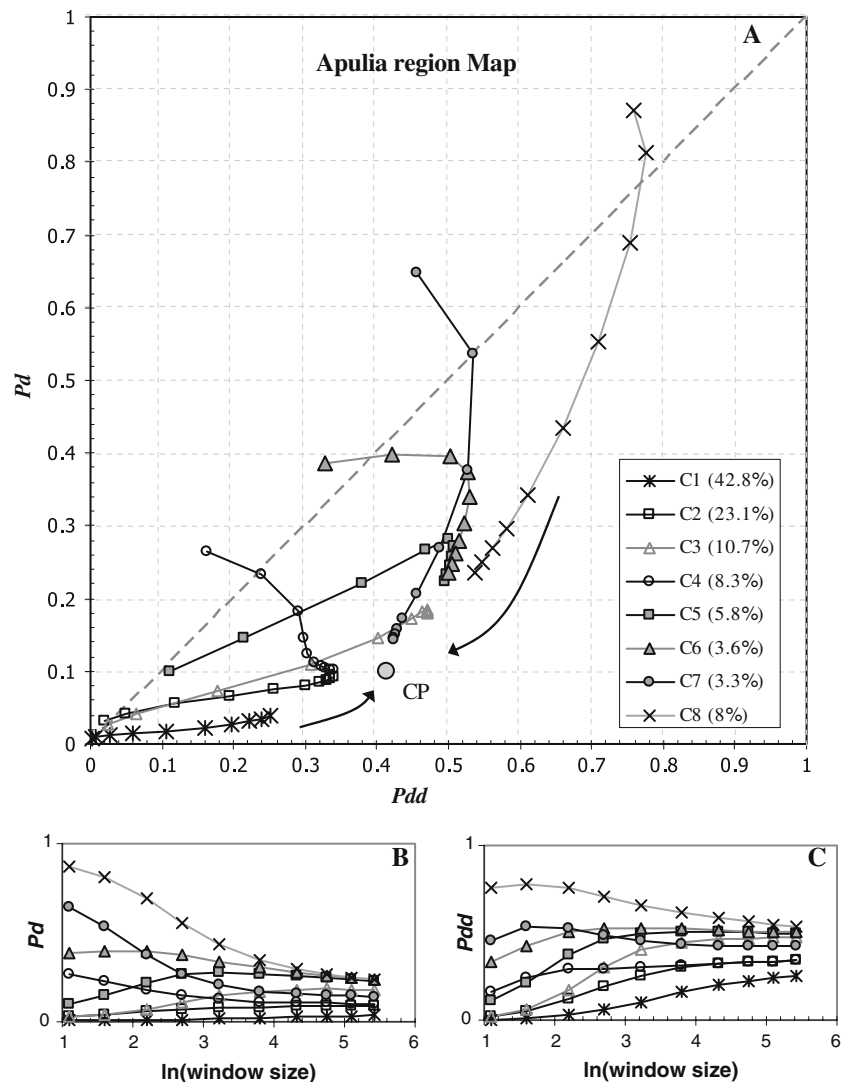 A
Apulia region Map
1
0.9
0.8
0.7
0.6
0.5
0.4
0.3
0.2
0.1
0
Pd
0 0.1 0.2 0.3 0.4 0.5 0.6 0.7 0.8 0.9 1
Pdd
CP
C1 (42.8%)
C2 (23.1%)
C3 (10.7%)
C4 (8.3%)
C5 (5.8%)
C6 (3.6%)
C7 (3.3%)
C8 (8%)
B
1
0
Pd
1 2 3 4 5 6
ln(window size)
C
1
0
Pdd
1 2 3 4 5 6
ln(window size)